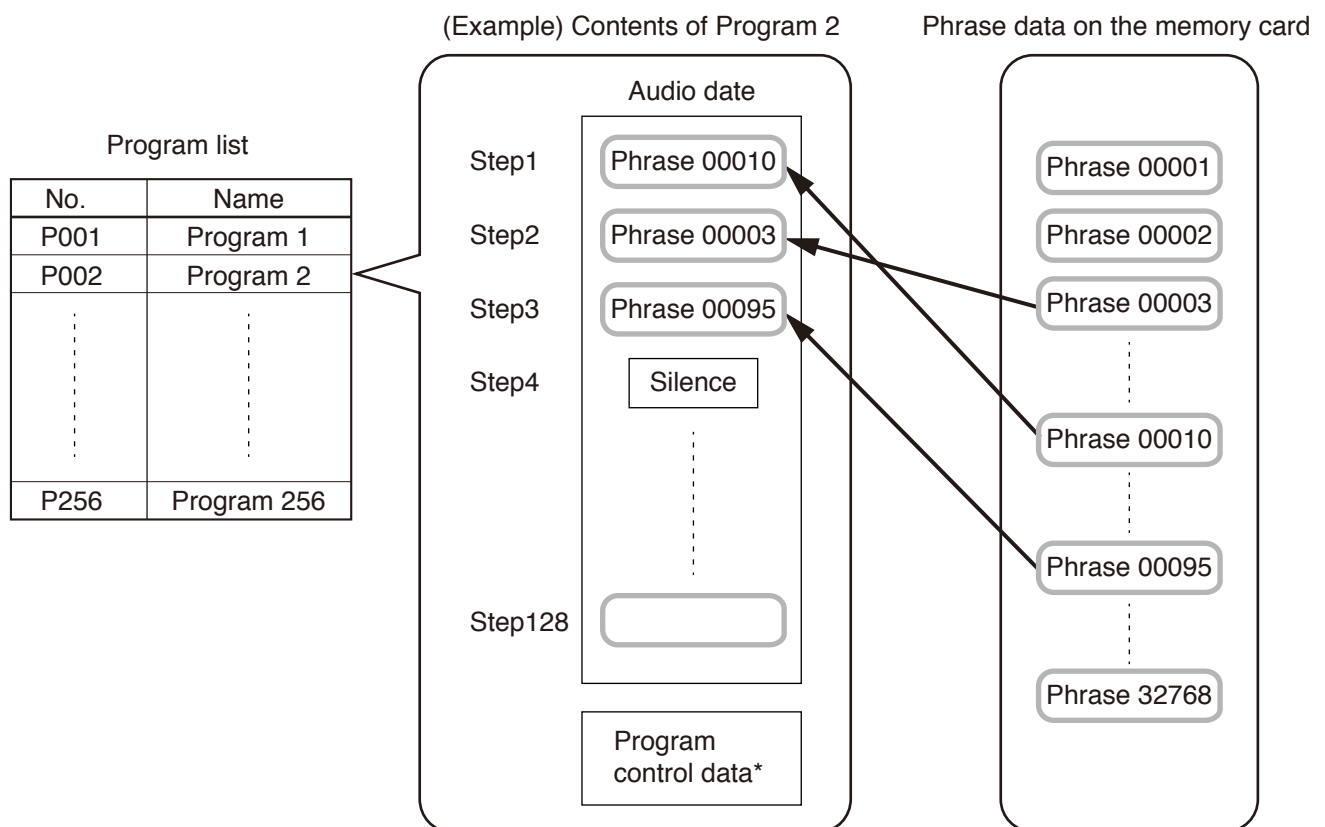 (Example) Contents of Program 2
Phrase data on the memory card
Program list
No. Name
P001 Program 1
P002 Program 2
P256 Program 256
Audio date
Step1 Phrase 00010
Step2 Phrase 00003
Step3 Phrase 00095
Step4 Silence
Step128
Program
control data*
Phrase 00001
Phrase 00002
Phrase 00003
Phrase 00010
Phrase 00095
Phrase 32768